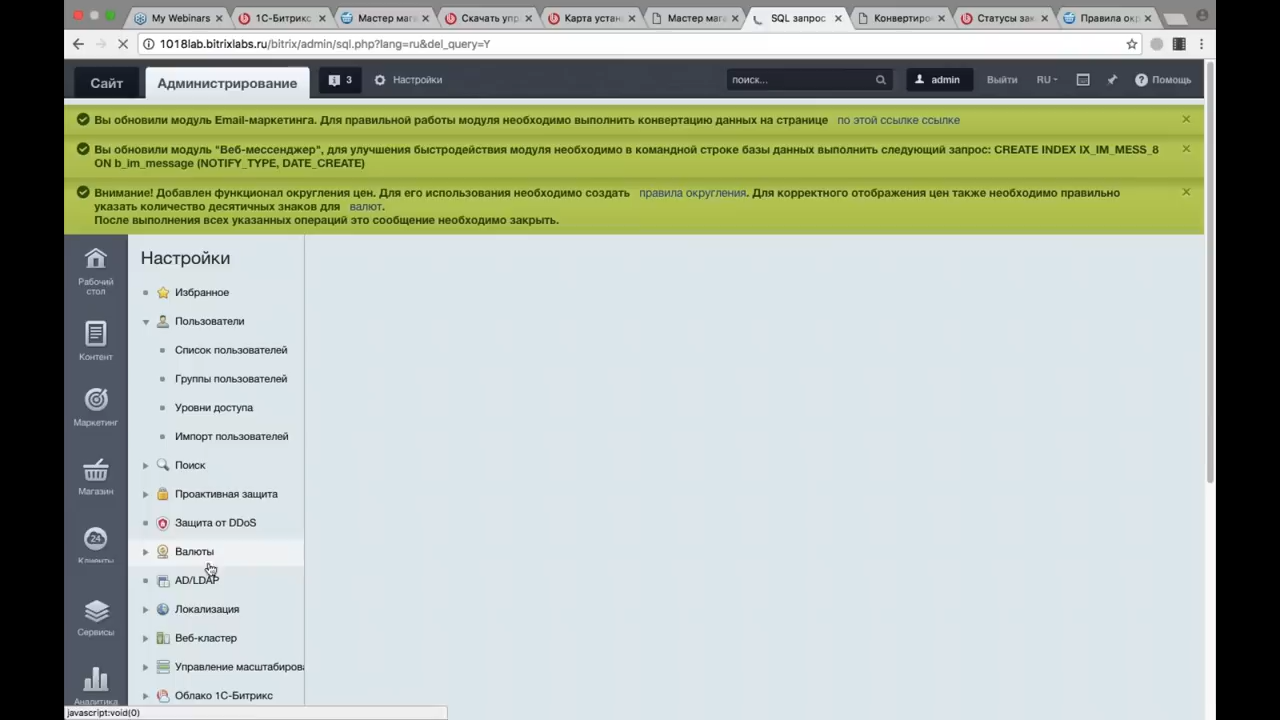 My Webinars
1С-Битрикс
Мастер мага
Скачать упр
Карта устан
Мастер мага
SQL запрос
Конвертиро
Статусы зак
Правила окр
1018lab.bitrixlabs.ru/bitrix/admin/sql.php?lang=ru&del_query=Y
Сайт
Администрирование
3
Настройки
поиск...
admin
Выйти
RU
Помощь
Вы обновили модуль Email-маркетинга. Для правильной работы модуля необходимо выполнить конвертацию данных на странице по этой ссылке ссылке
Вы обновили модуль "Веб-мессенджер", для улучшения быстродействия модуля необходимо в командной строке базы данных выполнить следующий запрос: CREATE INDEX IX_IM_MESS_8
ON b_im_message (NOTIFY_TYPE, DATE_CREATE)
Внимание! Добавлен функционал округления цен. Для его использования необходимо создать правила округления. Для корректного отображения цен также необходимо правильно
указать количество десятичных знаков для валют.
После выполнения всех указанных операций это сообщение необходимо закрыть.
Рабочий
стол
Контент
Маркетинг
Магазин
24
Клиенты
Сервисы
Аналитика
Настройки
Избранное
Пользователи
Список пользователей
Группы пользователей
Уровни доступа
Импорт пользователей
Поиск
Проактивная защита
Защита от DDoS
Валюты
AD/LDAP
Локализация
Веб-кластер
Управление масштабирова
Облако 1С-Битрикс
javascript:void(0)